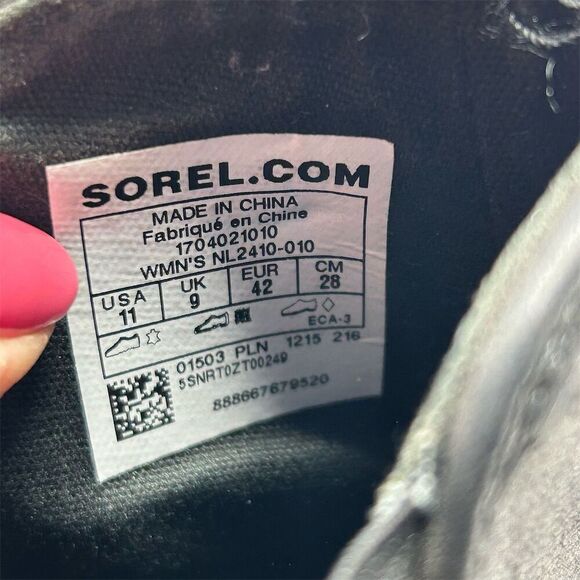 SOREL.COM
MADE IN CHINA
Fabriqué en Chine
1704021010
WMN'S NL2410-010
USA UK EUR CM
11 9 42 28
ECA-3
01503 PLN 1215 216
5SNRT0ZT00249
888667679520